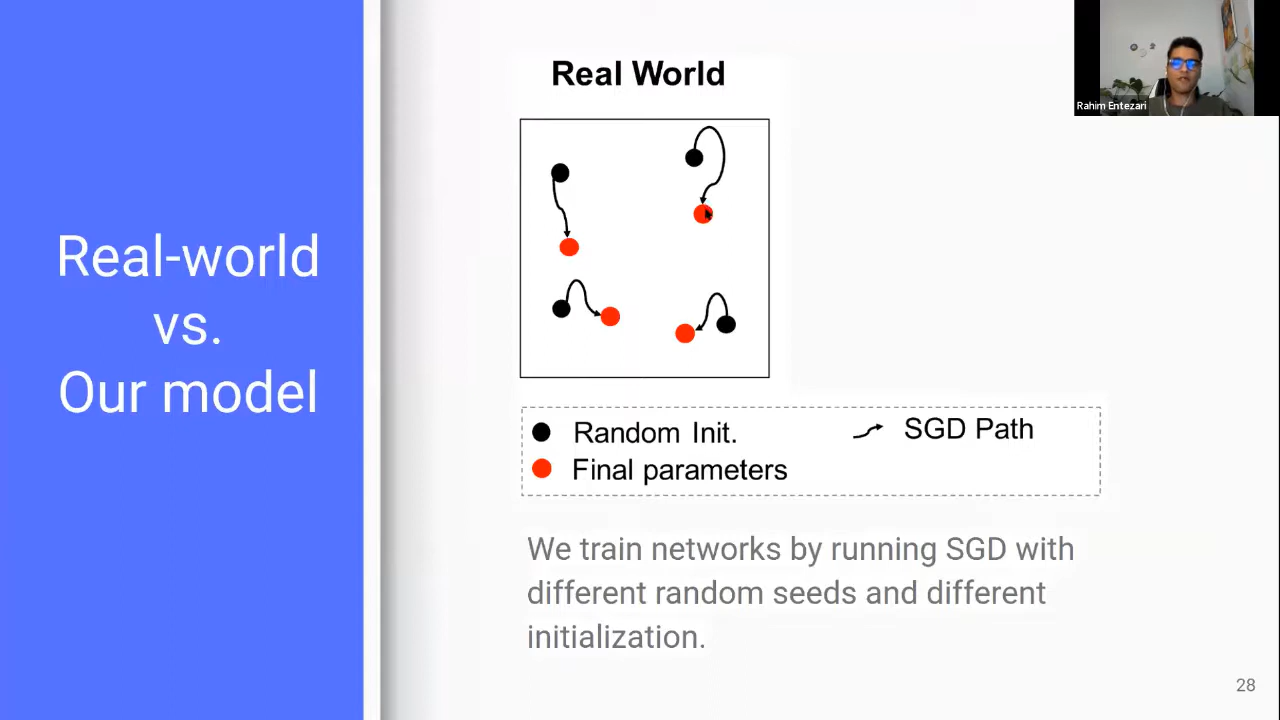 Real-world
vs.
Our model
Real World
Random Init.
SGD Path
Final parameters
We train networks by running SGD with
different random seeds and different
initialization.
28
Rahim Entezari